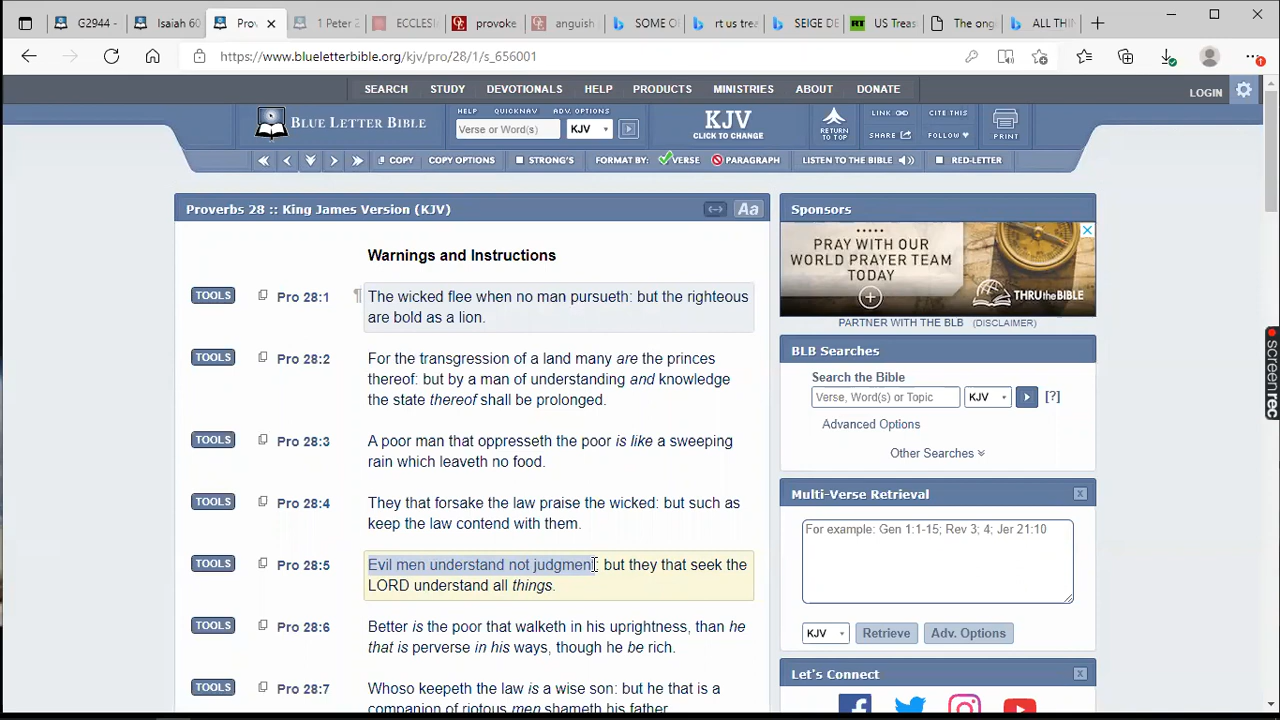 G2944 -
Isaiah 60
Prov
1 Peter 2
ECCLESI
provoke
anguish
SOME O
rt us trea
SEIGE DE
RT
US Treas
The ong
ALL THIN
https://www.blueletterbible.org/kjv/pro/28/1/s_656001
SEARCH STUDY DEVOTIONALS HELP PRODUCTS MINISTRIES ABOUT DONATE
LOGIN
BLUE LETTER BIBLE
HELP QUICKNAV ADV. OPTIONS
Verse or Word(s) KJV
KJV
CLICK TO CHANGE
RETURN
TO TOP
LINK CITE THIS
SHARE FOLLOW
PRINT
COPY COPY OPTIONS STRONG'S FORMAT BY: VERSE PARAGRAPH LISTEN TO THE BIBLE RED-LETTER
Proverbs 28 :: King James Version (KJV) Aa
Warnings and Instructions
TOOLS Pro 28:1 ¶ The wicked flee when no man pursueth: but the righteous
are bold as a lion.
TOOLS Pro 28:2 For the transgression of a land many are the princes
thereof: but by a man of understanding and knowledge
the state thereof shall be prolonged.
TOOLS Pro 28:3 A poor man that oppresseth the poor is like a sweeping
rain which leaveth no food.
TOOLS Pro 28:4 They that forsake the law praise the wicked: but such as
keep the law contend with them.
TOOLS Pro 28:5 Evil men understand not judgment: but they that seek the
LORD understand all things.
TOOLS Pro 28:6 Better is the poor that walketh in his uprightness, than he
that is perverse in his ways, though he be rich.
TOOLS Pro 28:7 Whoso keepeth the law is a wise son: but he that is a
companion of riotous men shameth his father.
Sponsors
PRAY WITH OUR
WORLD PRAYER TEAM
TODAY
THRU the BIBLE
PARTNER WITH THE BLB (DISCLAIMER)
BLB Searches
Search the Bible
Verse, Word(s) or Topic KJV [?]
Advanced Options
Other Searches
Multi-Verse Retrieval
For example: Gen 1:1-15; Rev 3; 4; Jer 21:10
KJV Retrieve Adv. Options
Let's Connect
screenrec